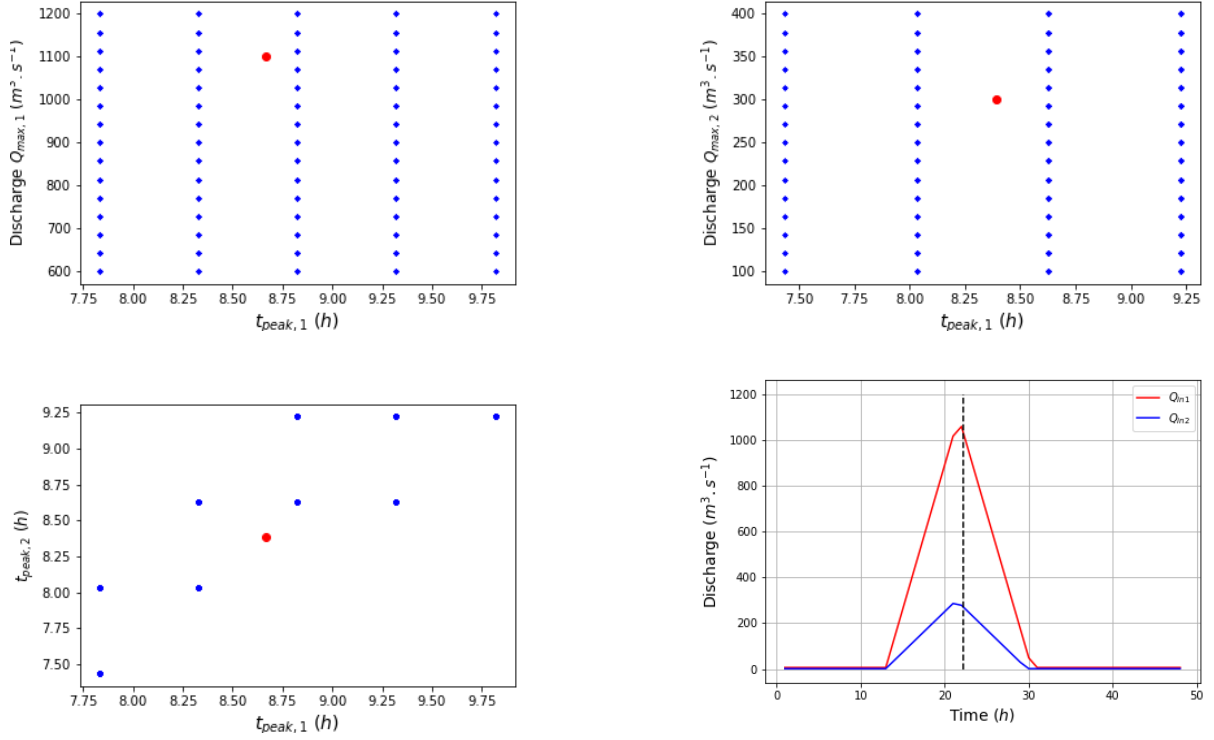 1200
1100
1000
900
800
700
600
Discharge Q_{max, 1} (m^3 . s^{-1})
7.75 8.00 8.25 8.50 8.75 9.00 9.25 9.50 9.75
t_{peak, 1} (h)
400
350
300
250
200
150
100
Discharge Q_{max, 2} (m^3 . s^{-1})
7.50 7.75 8.00 8.25 8.50 8.75 9.00 9.25
t_{peak, 1} (h)
9.25
9.00
8.75
8.50
8.25
8.00
7.75
7.50
t_{peak, 2} (h)
7.75 8.00 8.25 8.50 8.75 9.00 9.25 9.50 9.75
t_{peak, 1} (h)
1200
1000
800
600
400
200
0
Discharge (m^3 . s^{-1})
Q_{in1}
Q_{in2}
0 10 20 30 40 50
Time (h)